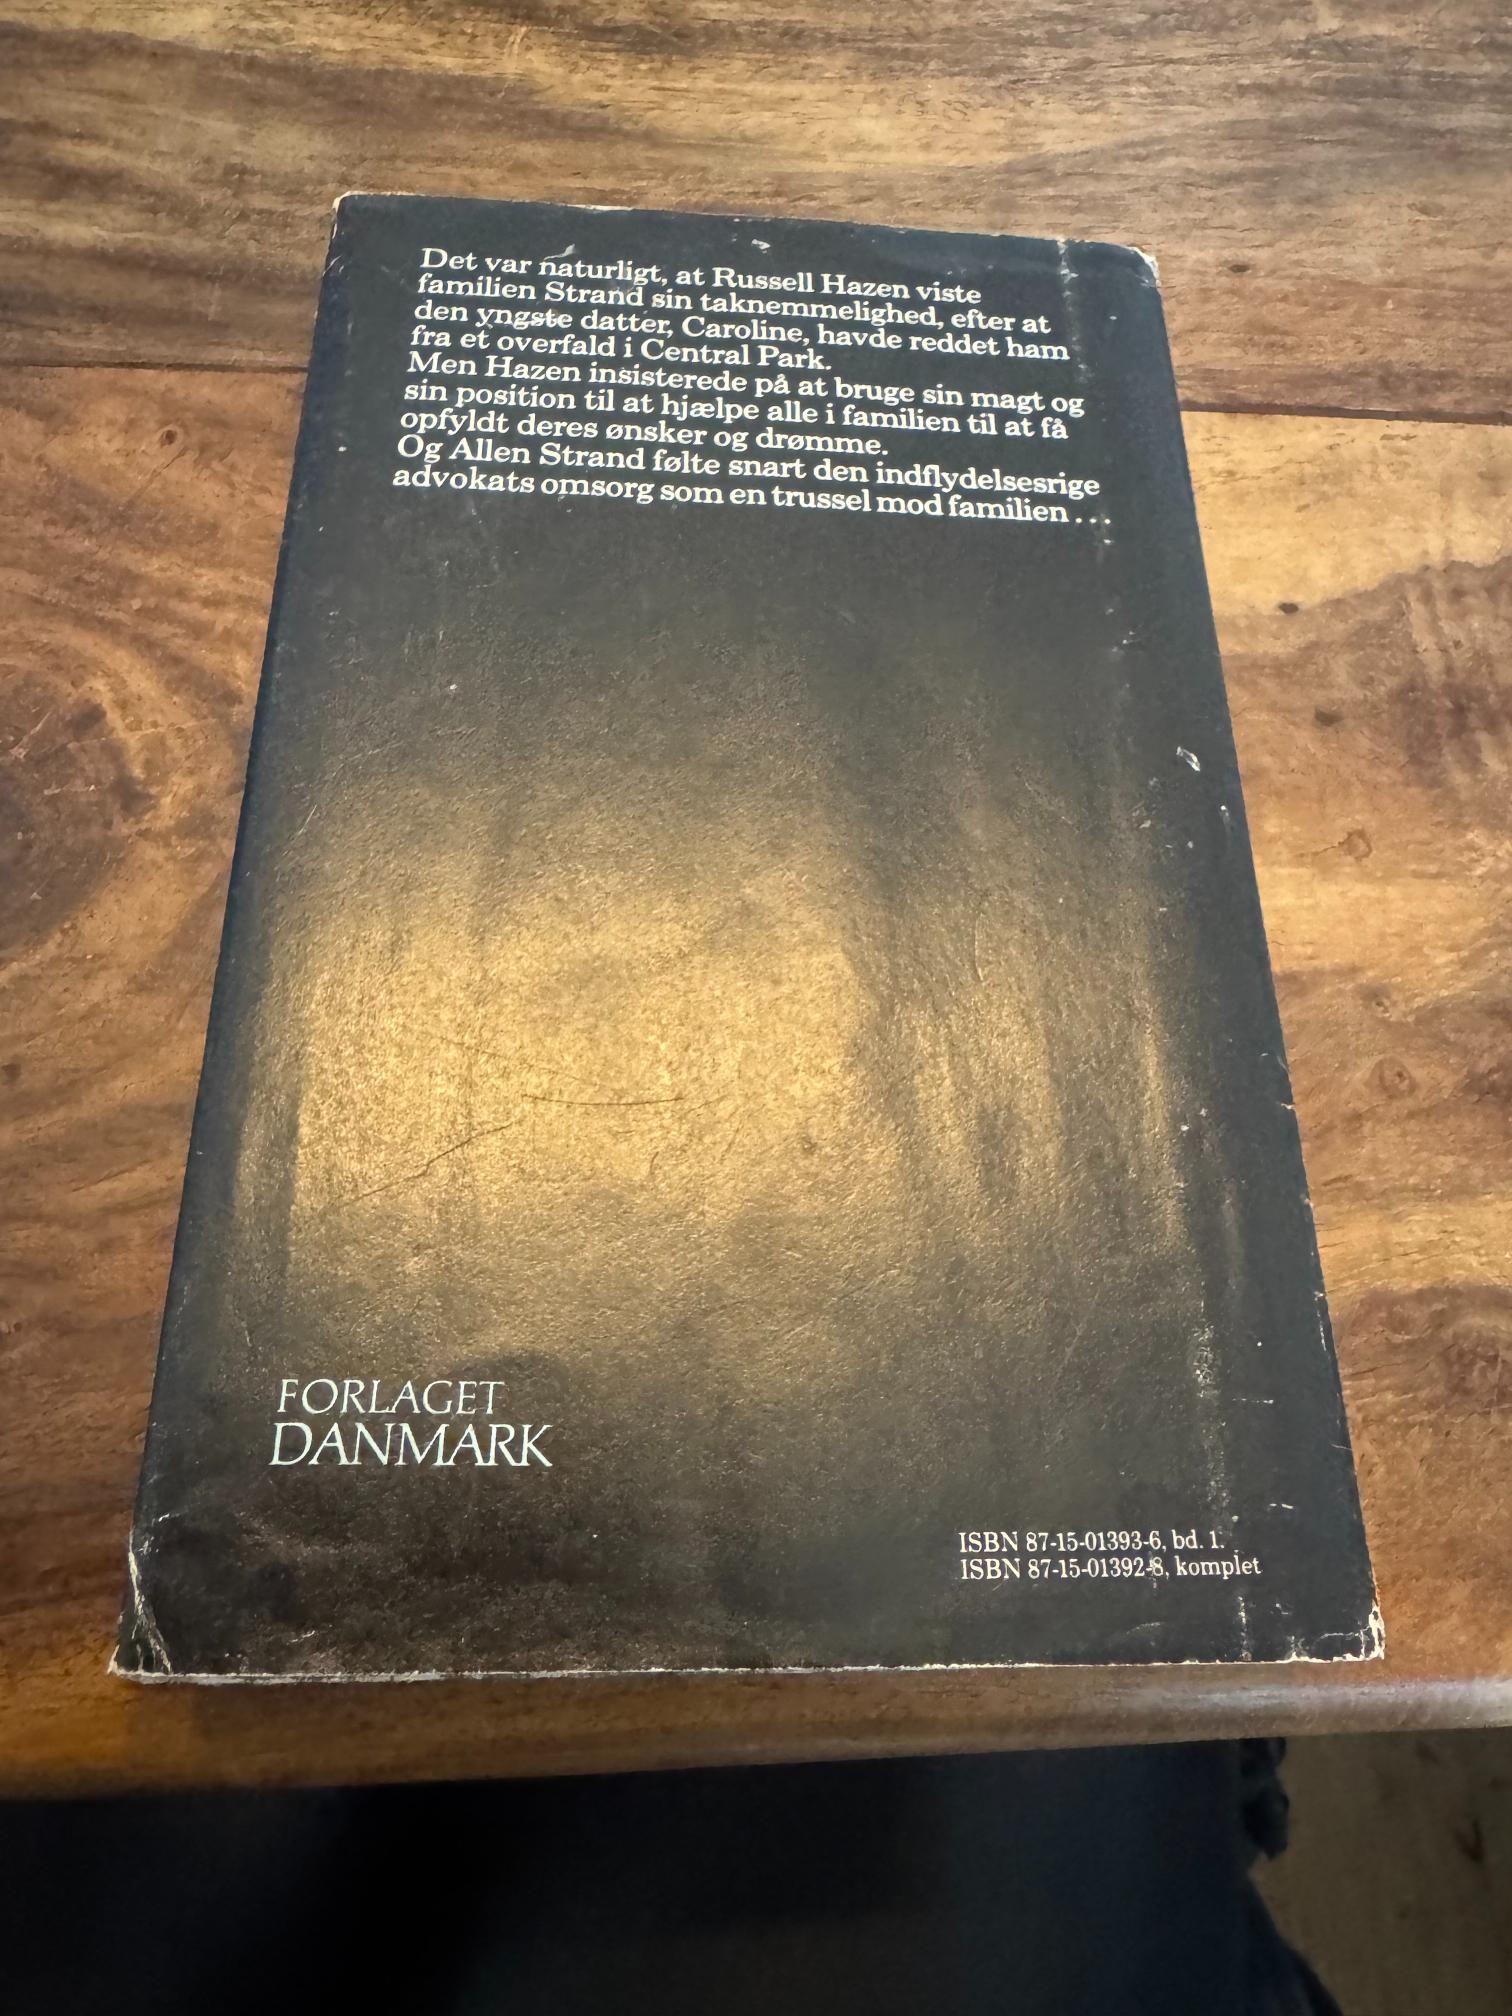 Det var naturligt, at Russell Hazen viste
familien Strand sin taknemmelighed, efter at
den yngste datter, Caroline, havde reddet ham
fra et overfald i Central Park.
Men Hazen insisterede på at bruge sin magt og
sin position til at hjælpe alle i familien til at få
opfyldt deres ønsker og drømme.
Og Allen Strand følte snart den indflydelsesrige
advokats omsorg som en trussel mod familien...
FORLAGET
DANMARK
ISBN 87-15-01393-6, bd. 1.
ISBN 87-15-01392-8, komplet